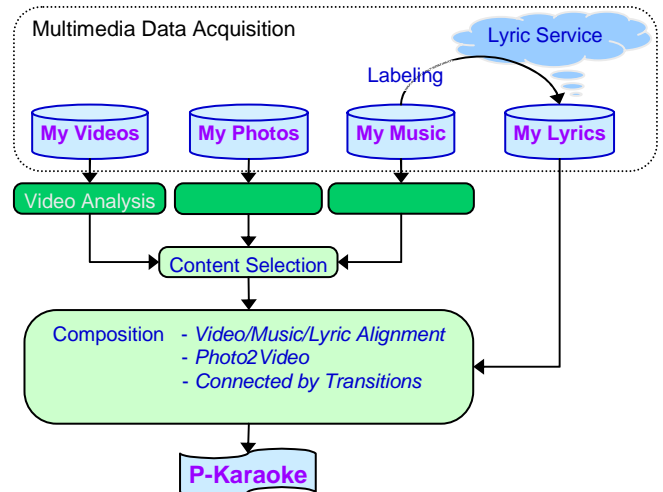 Multimedia Data Acquisition
Lyric Service
Labeling
My Videos
My Photos
My Music
My Lyrics
Video Analysis
Content Selection
Composition - Video/Music/Lyric Alignment
- Photo2Video
- Connected by Transitions
P-Karaoke